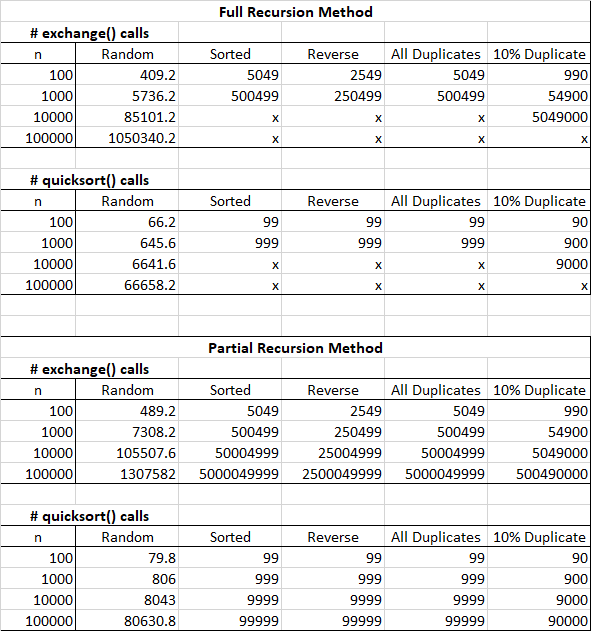 Full Recursion Method
# exchange() calls
n Random Sorted Reverse All Duplicates 10% Duplicate
100 409.2 5049 2549 5049 990
1000 5736.2 500499 250499 500499 54900
10000 85101.2 x x x 5049000
100000 1050340.2 x x x x
# quicksort() calls
n Random Sorted Reverse All Duplicates 10% Duplicate
100 66.2 99 99 99 90
1000 645.6 999 999 999 900
10000 6641.6 x x x 9000
100000 66658.2 x x x x
Partial Recursion Method
# exchange() calls
n Random Sorted Reverse All Duplicates 10% Duplicate
100 489.2 5049 2549 5049 990
1000 7308.2 500499 250499 500499 54900
10000 105507.6 50004999 25004999 50004999 5049000
100000 1307582 5000049999 2500049999 5000049999 500490000
# quicksort() calls
n Random Sorted Reverse All Duplicates 10% Duplicate
100 79.8 99 99 99 90
1000 806 999 999 999 900
10000 8043 9999 9999 9999 9000
100000 80630.8 99999 99999 99999 90000